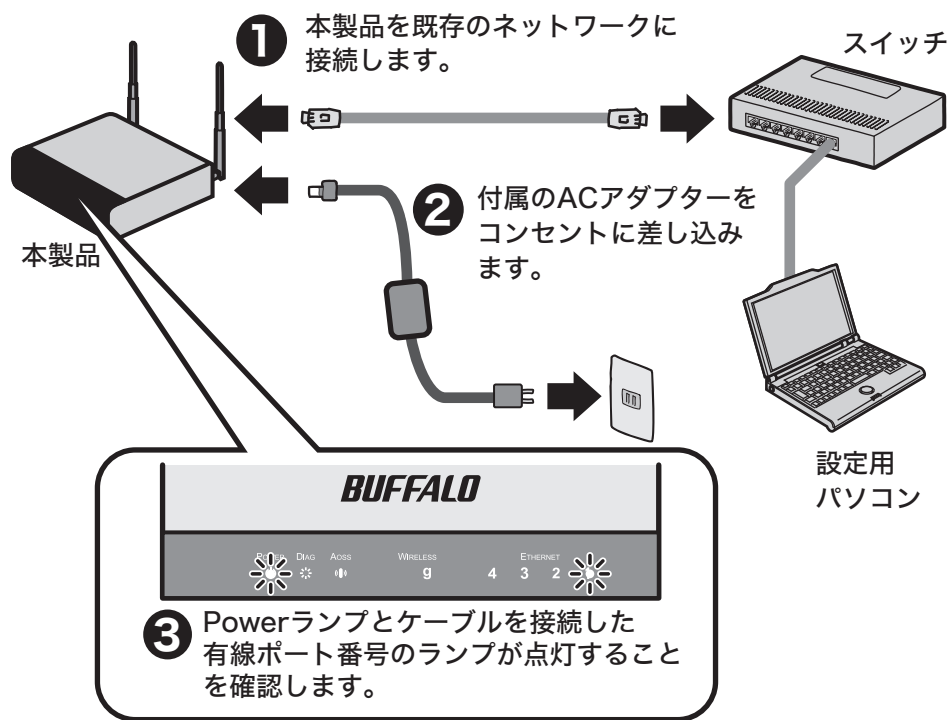 ❶ 本製品を既存のネットワークに
接続します。
スイッチ
本製品
❷ 付属のACアダプターを
コンセントに差し込み
ます。
設定用
パソコン
BUFFALO
POWER DIAG AOSS WIRELESS ETHERNET
g 4 3 2
❸ Powerランプとケーブルを接続した
有線ポート番号のランプが点灯すること
を確認します。